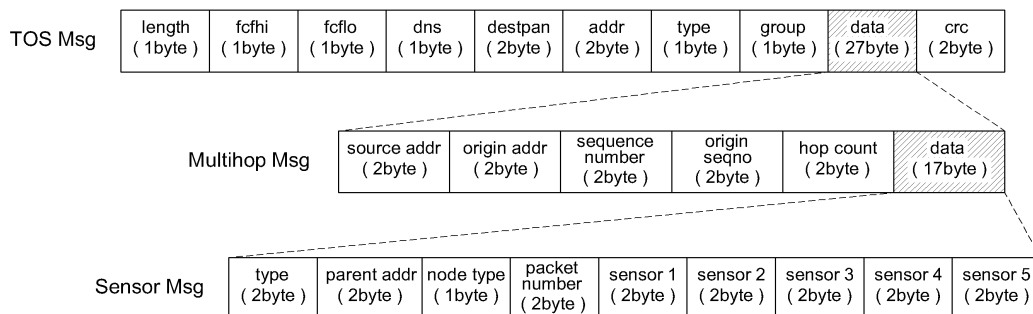 TOS Msg
length
( 1byte )
fcfhi
( 1byte )
fcflo
( 1byte )
dns
( 1byte )
destpan
( 2byte )
addr
( 2byte )
type
( 1byte )
group
( 1byte )
data
( 27byte )
crc
( 2byte )
Multihop Msg
source addr
( 2byte )
origin addr
( 2byte )
sequence
number
( 2byte )
origin
seqno
( 2byte )
hop count
( 2byte )
data
( 17byte )
Sensor Msg
type
( 2byte )
parent addr
( 2byte )
node type
( 1byte )
packet
number
( 2byte )
sensor 1
( 2byte )
sensor 2
( 2byte )
sensor 3
( 2byte )
sensor 4
( 2byte )
sensor 5
( 2byte )